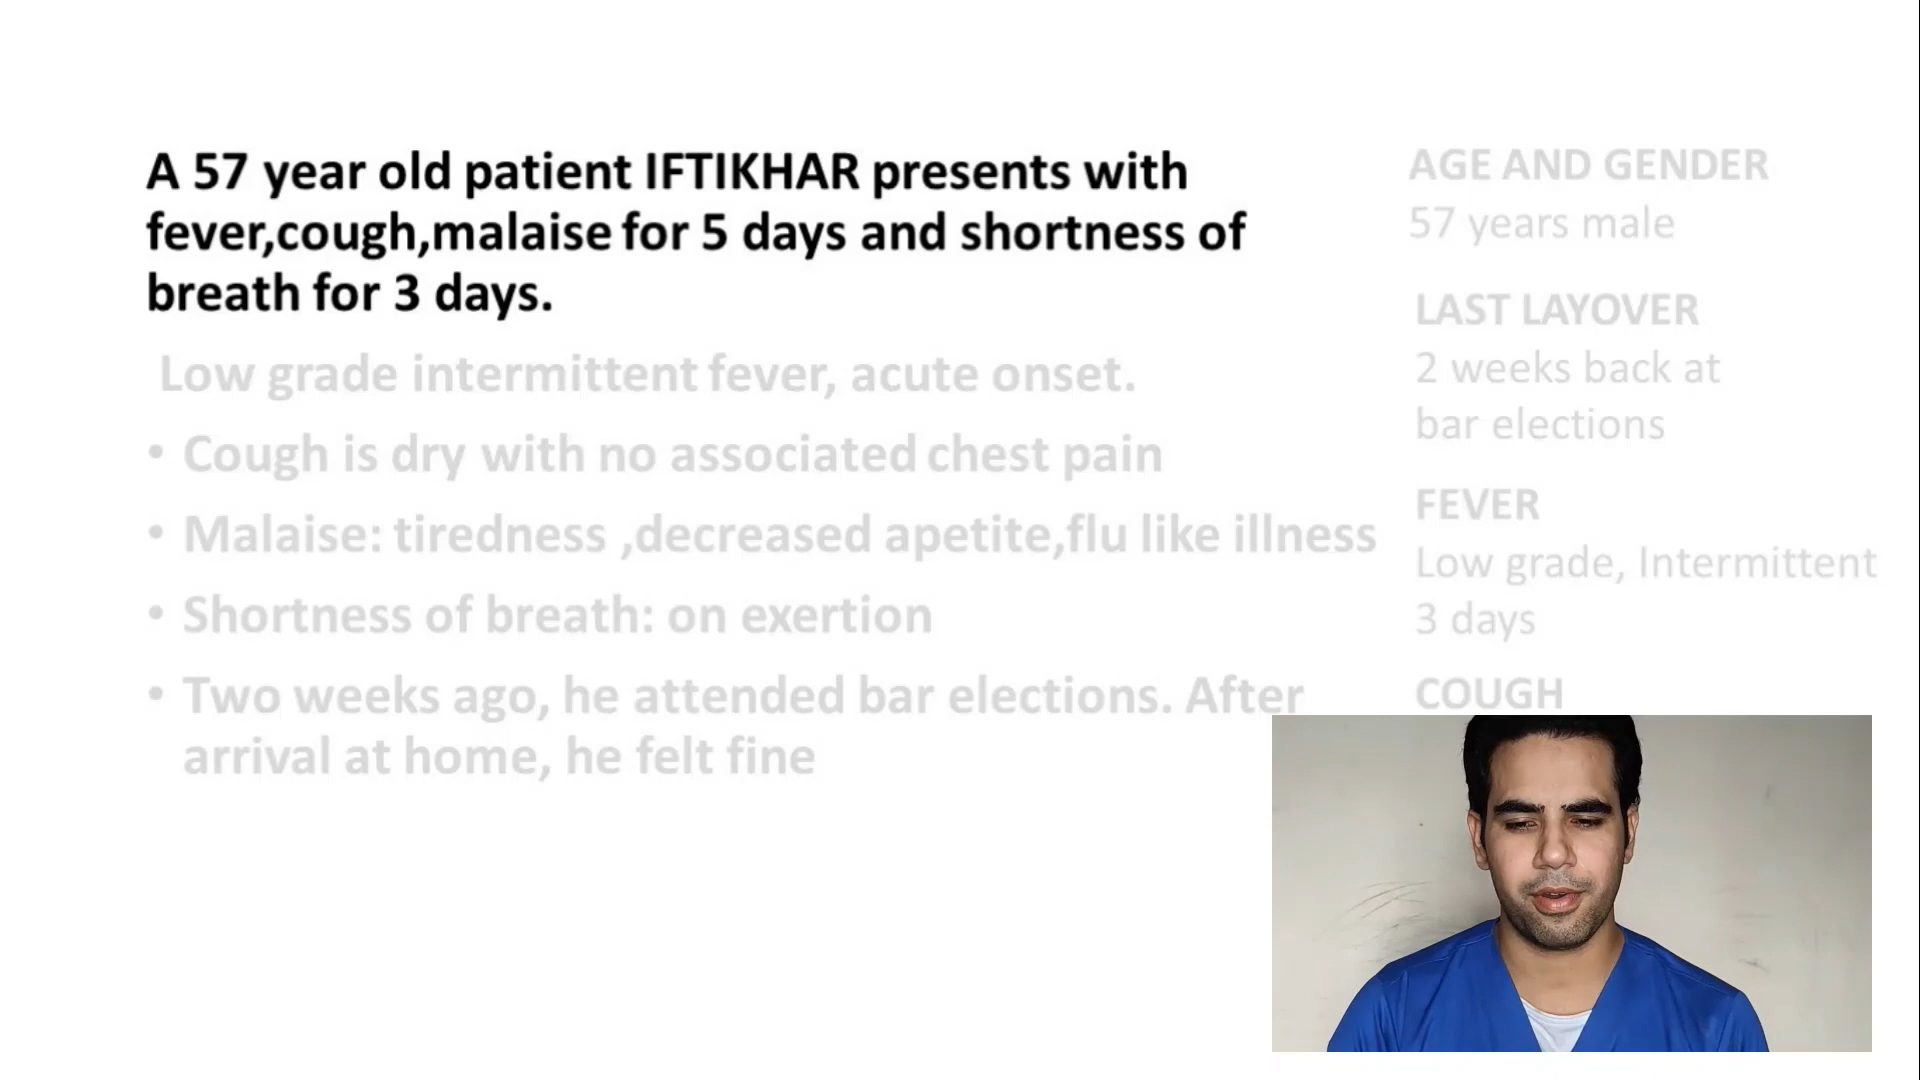 A 57 year old patient IFTIKHAR presents with
fever,cough,malaise for 5 days and shortness of
breath for 3 days.
Low grade intermittent fever, acute onset.
• Cough is dry with no associated chest pain
• Malaise: tiredness ,decreased apetite,flu like illness
• Shortness of breath: on exertion
• Two weeks ago, he attended bar elections. After
arrival at home, he felt fine
AGE AND GENDER
57 years male
LAST LAYOVER
2 weeks back at
bar elections
FEVER
Low grade, Intermittent
3 days
COUGH